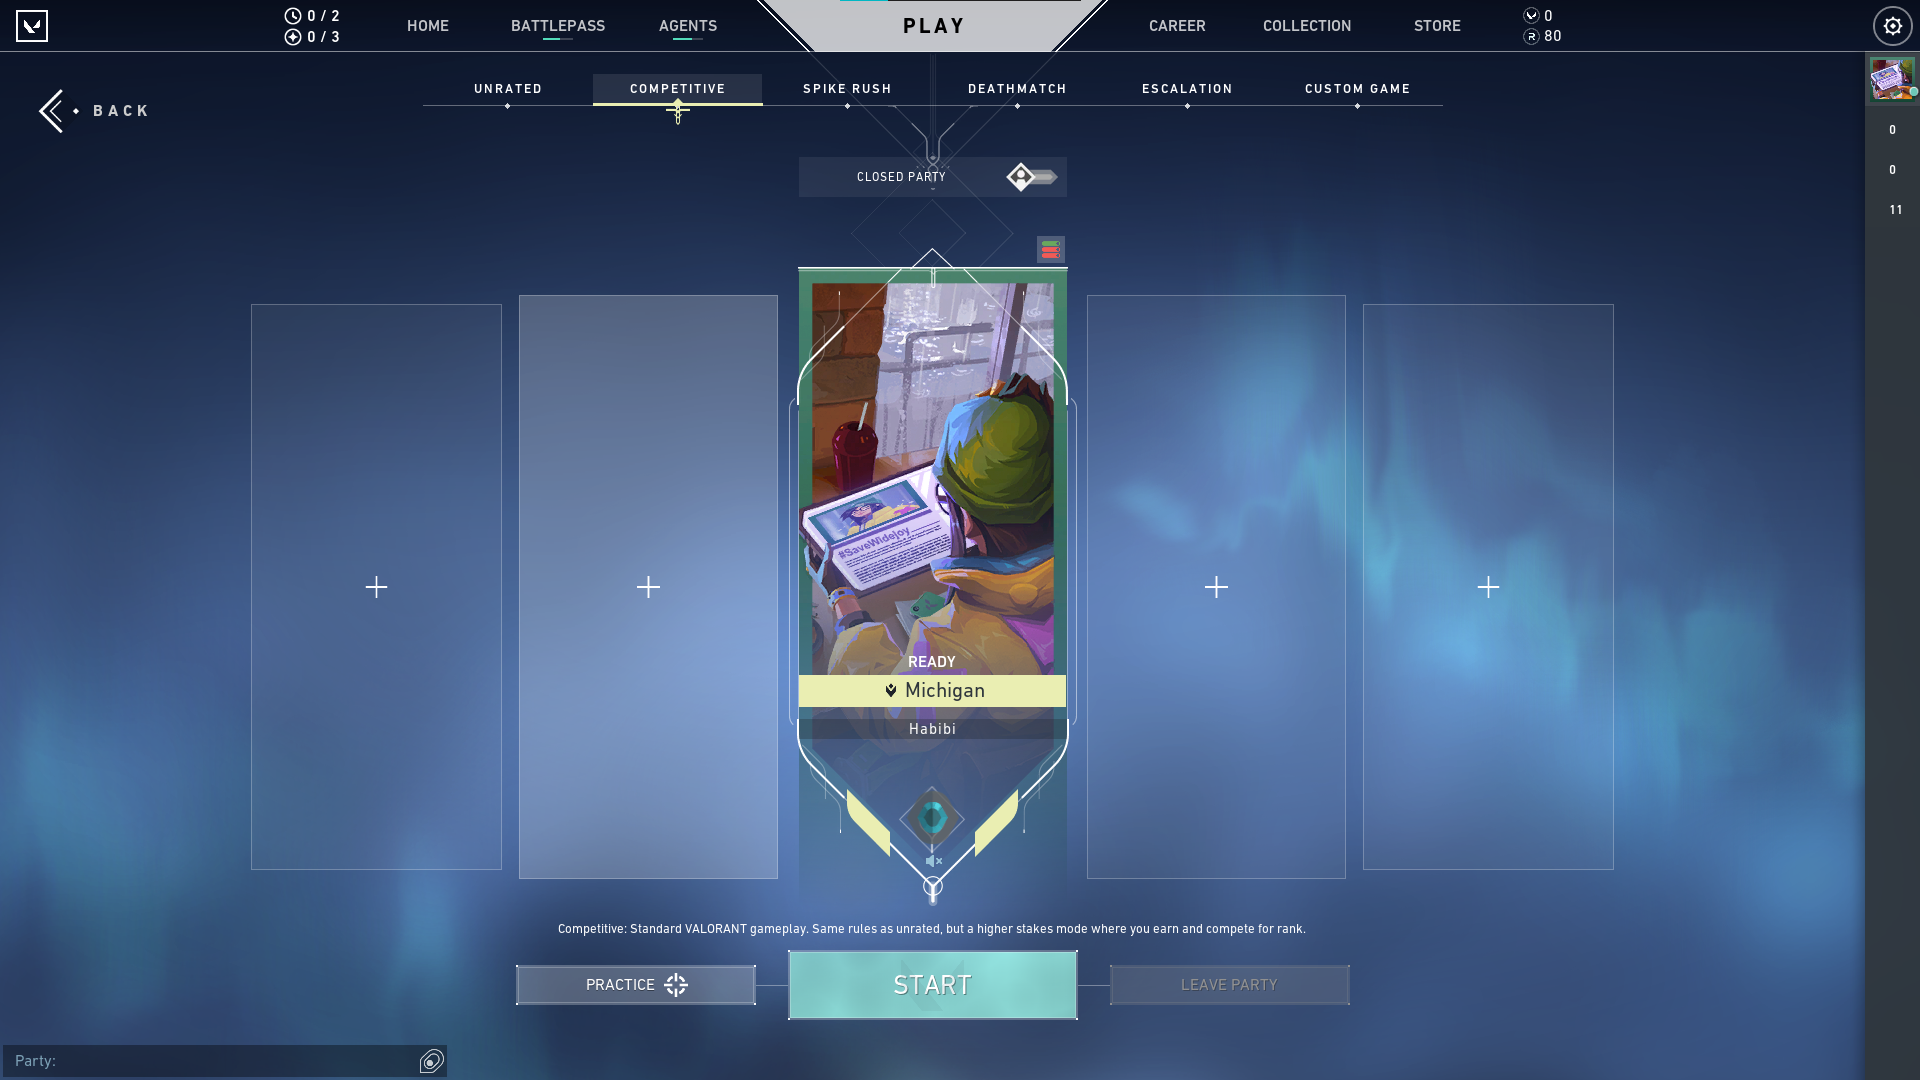 0 / 2
0 / 3
HOME
BATTLEPASS
AGENTS
PLAY
CAREER
COLLECTION
STORE
0
80
BACK
UNRATED
COMPETITIVE
SPIKE RUSH
DEATHMATCH
ESCALATION
CUSTOM GAME
CLOSED PARTY
0
0
11
#SaveWidejoy
READY
Michigan
Habibi
Competitive: Standard VALORANT gameplay. Same rules as unrated, but a higher stakes mode where you earn and compete for rank.
PRACTICE
START
LEAVE PARTY
Party: